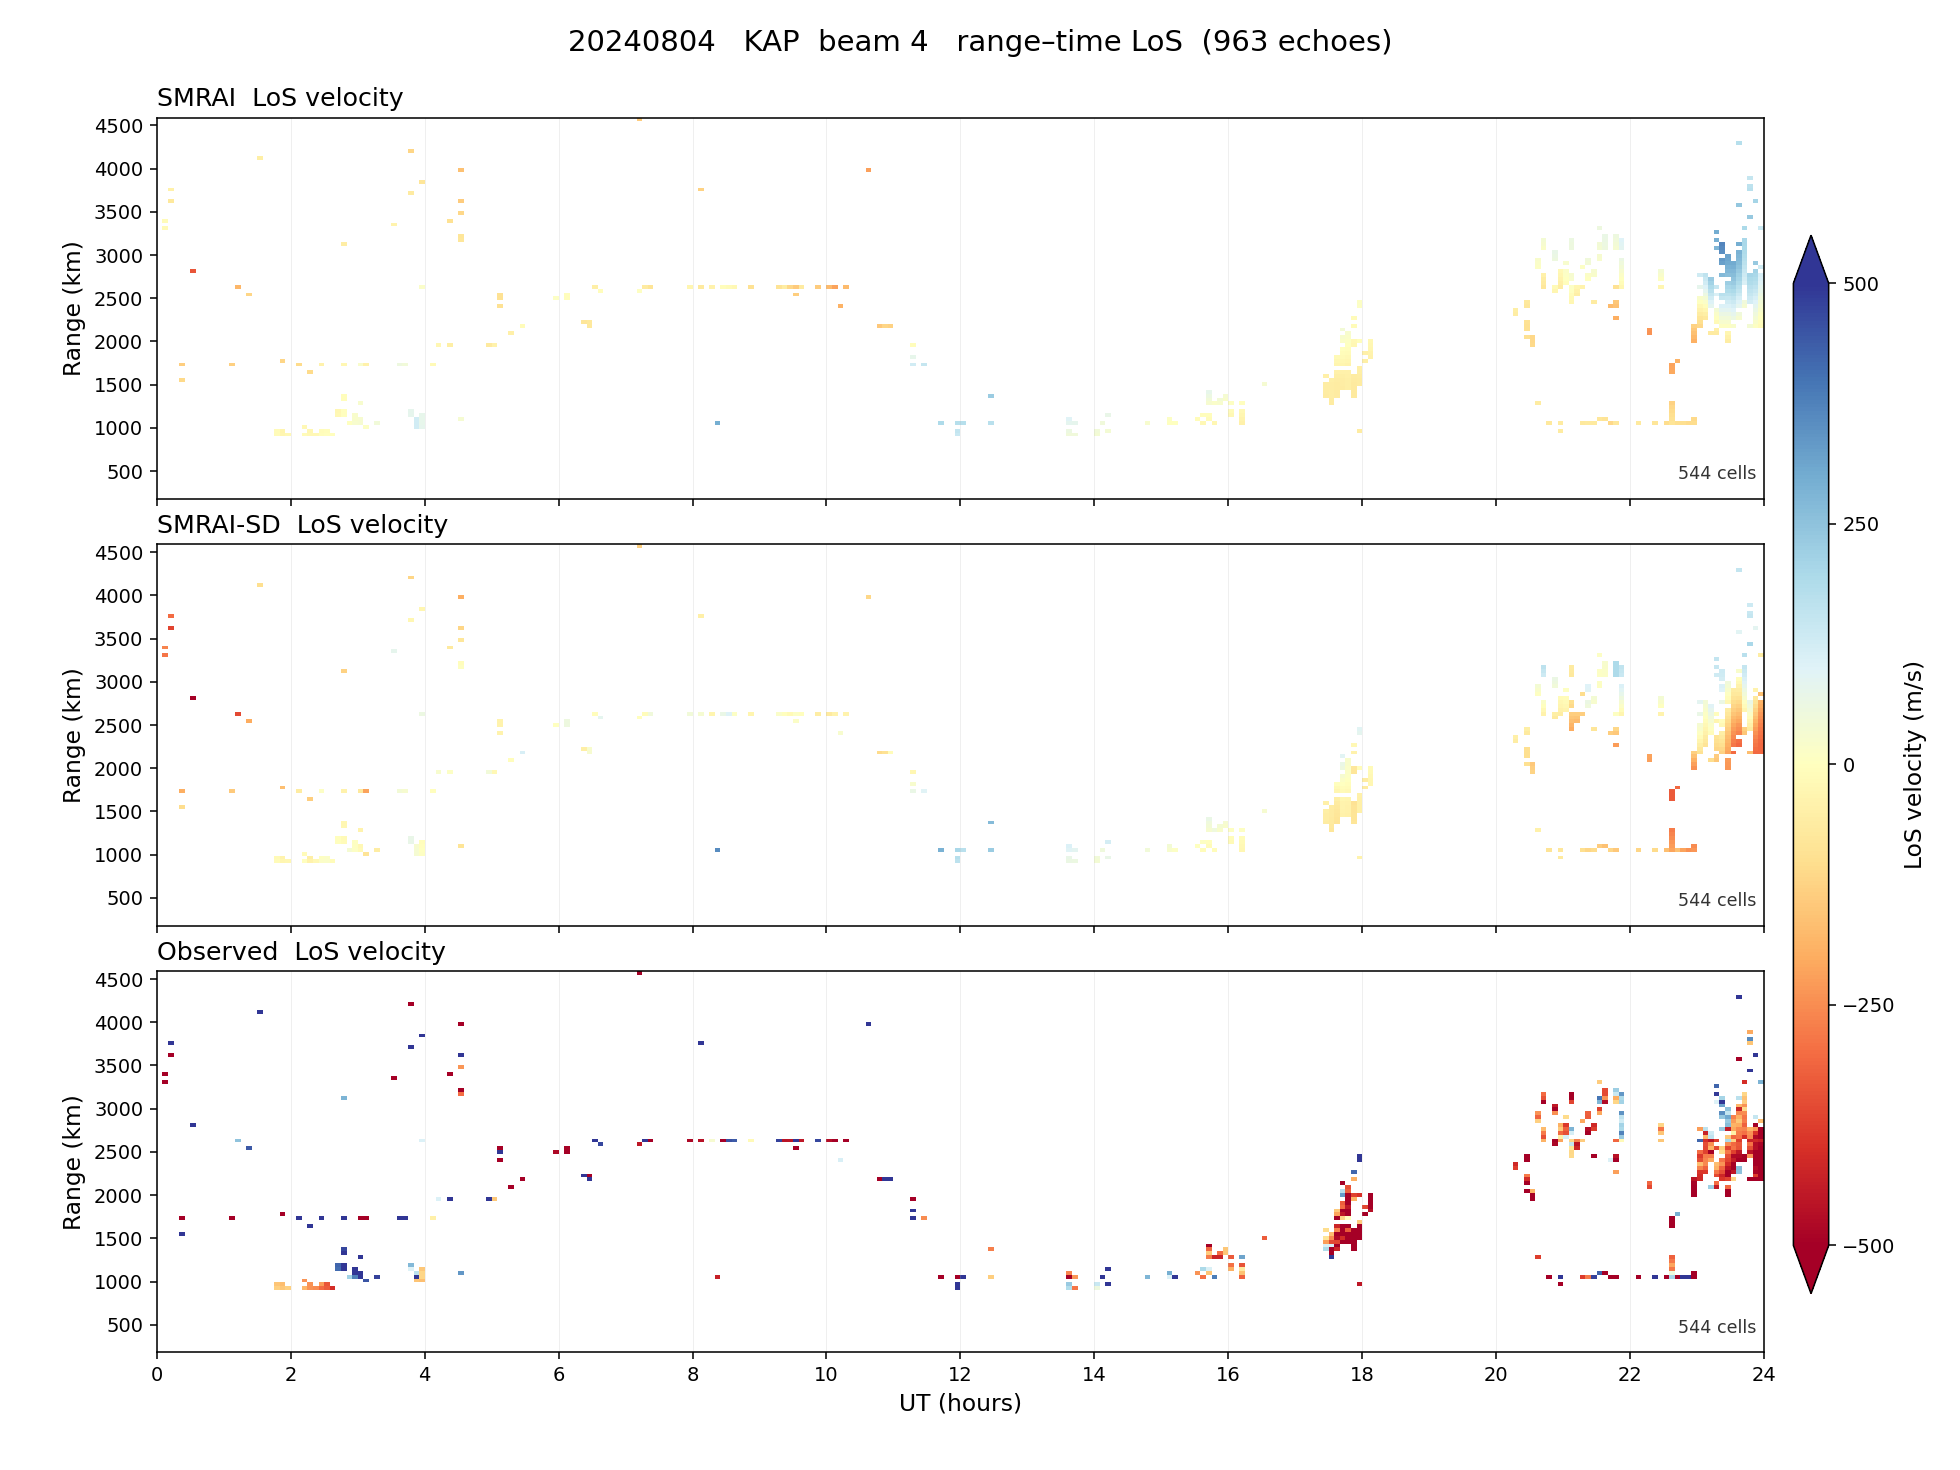 20240804   KAP  beam 4   range–time LoS  (963 echoes)
SMRAI  LoS velocity
4500
4000
3500
3000
2500
2000
1500
1000
500
Range (km)
544 cells
SMRAI-SD  LoS velocity
4500
4000
3500
3000
2500
2000
1500
1000
500
Range (km)
544 cells
Observed  LoS velocity
4500
4000
3500
3000
2500
2000
1500
1000
500
Range (km)
544 cells
0 2 4 6 8 10 12 14 16 18 20 22 24
UT (hours)
500
250
0
−250
−500
LoS velocity (m/s)